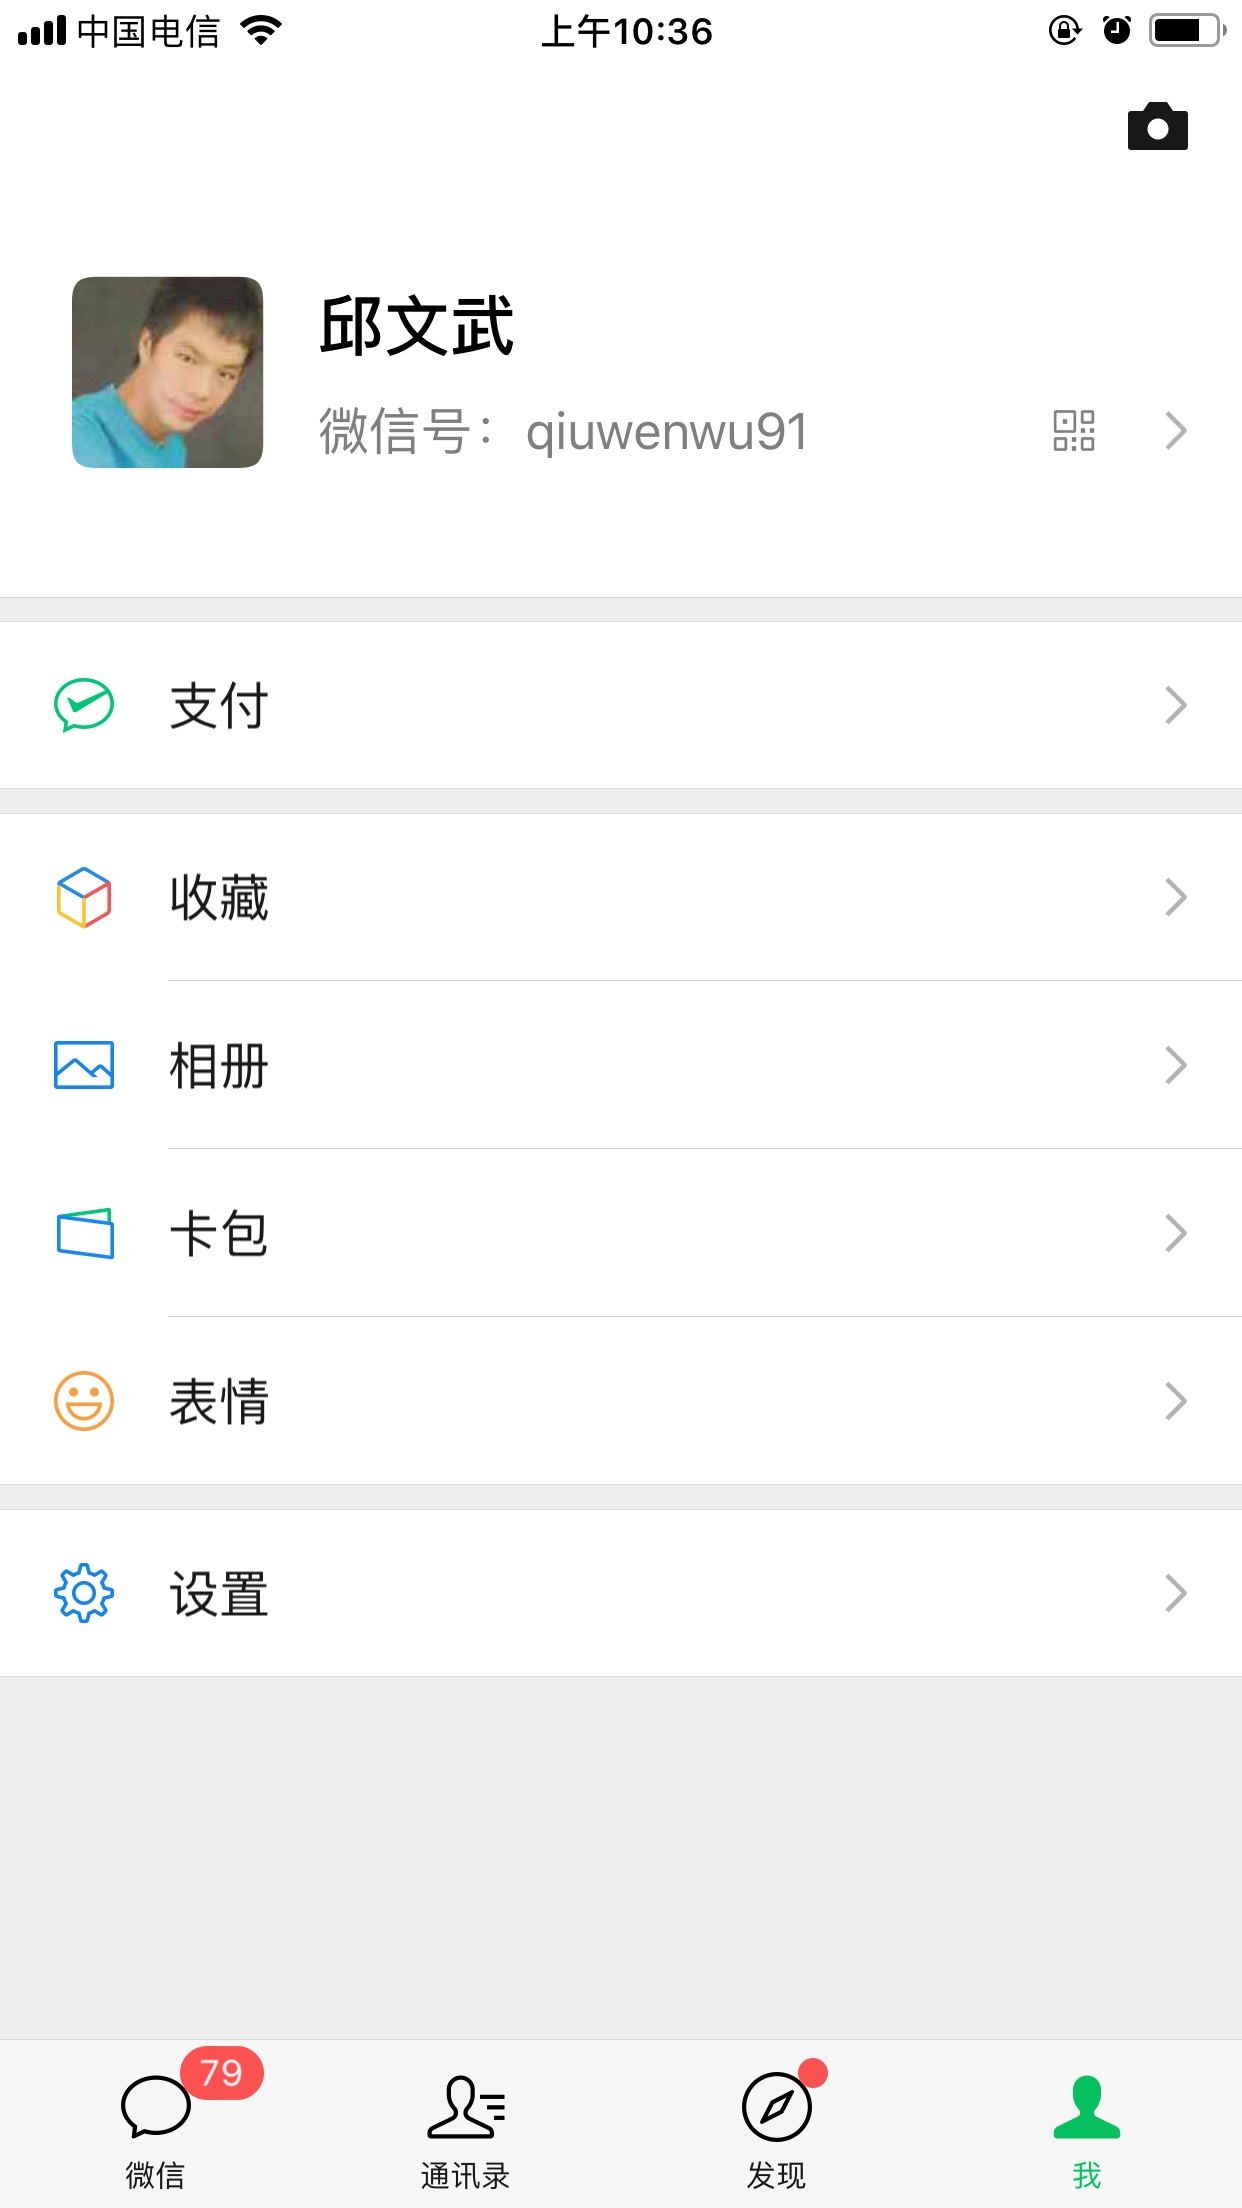 中国电信 上午10:36
邱文武
微信号：qiuwenwu91
支付
收藏
相册
卡包
表情
设置
79
微信 通讯录 发现 我